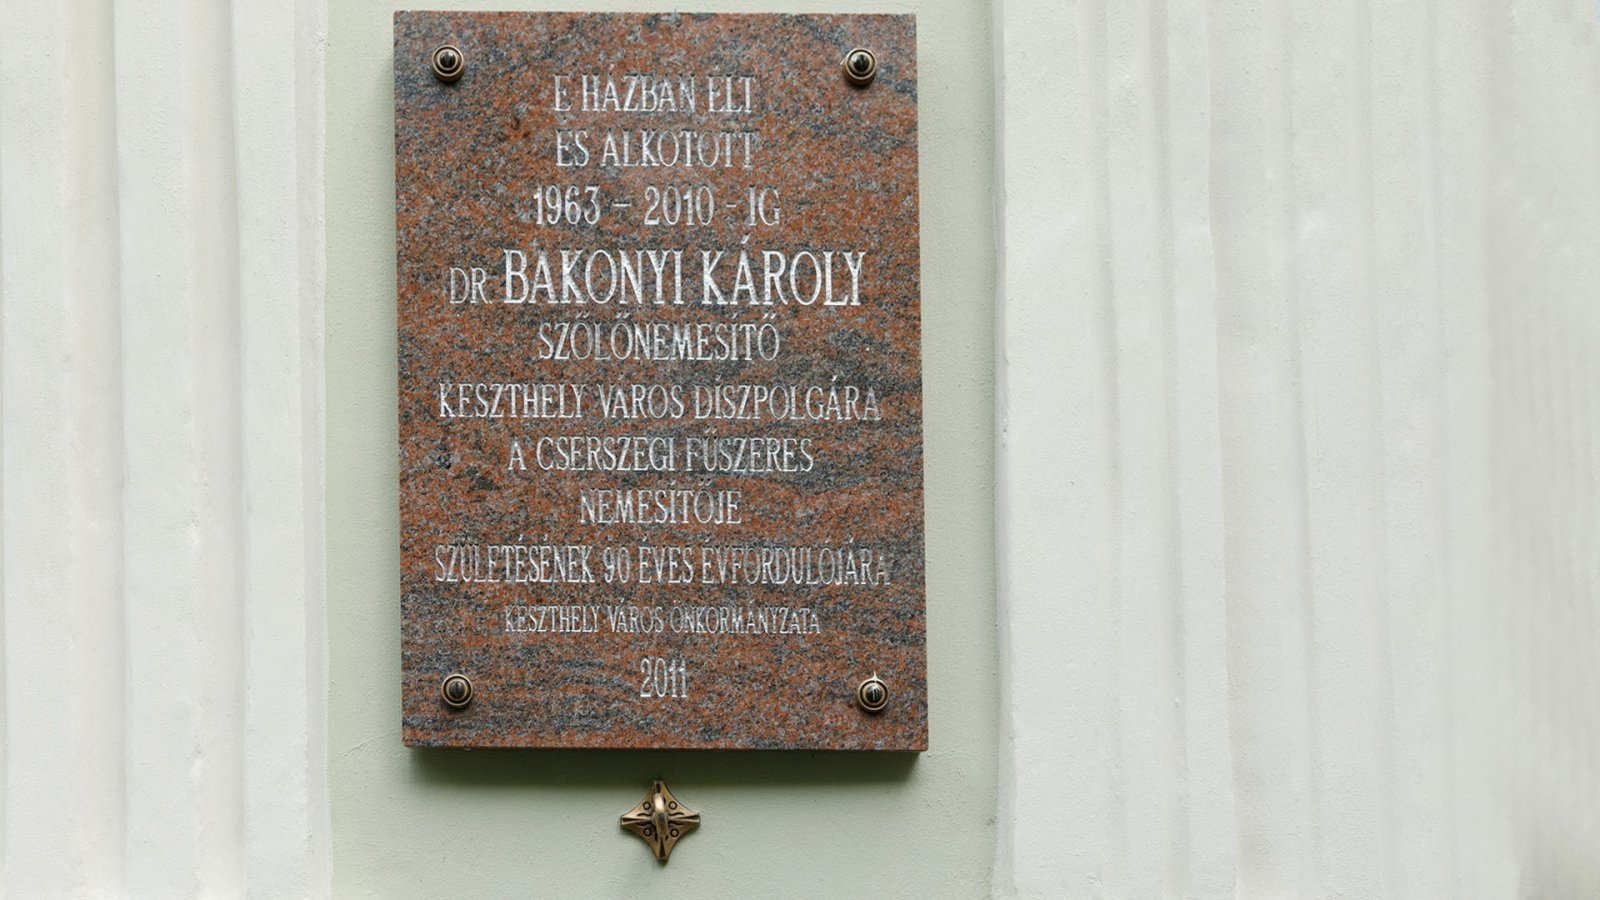 E HÁZBAN ÉLT
ÉS ALKOTOTT
1963 – 2010 - IG
DR BAKONYI KÁROLY
SZŐLŐNEMESÍTŐ
KESZTHELY VÁROS DÍSZPOLGÁRA
A CSERSZEGI FŰSZERES
NEMESÍTŐJE
SZÜLETÉSÉNEK 90 ÉVES ÉVFORDULÓJÁRA
KESZTHELY VÁROS ÖNKORMÁNYZATA
2011